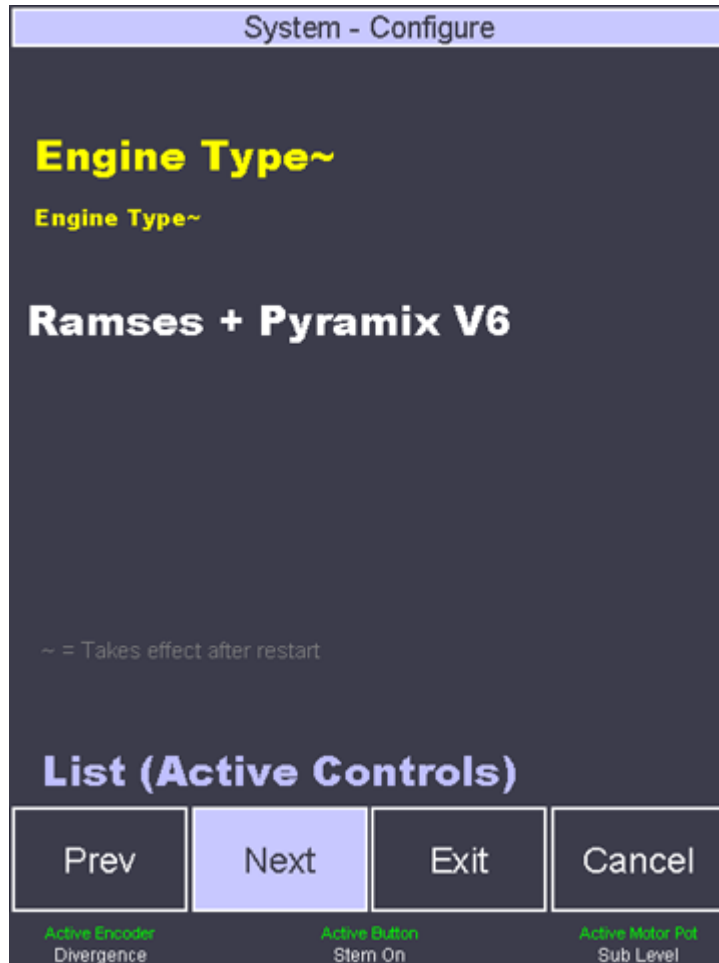 System - Configure
Engine Type~
Engine Type~
Ramses + Pyramix V6
~ = Takes effect after restart
List (Active Controls)
Prev Next Exit Cancel
Active Encoder Active Button Active Motor Pot
Divergence Stem On Sub Level